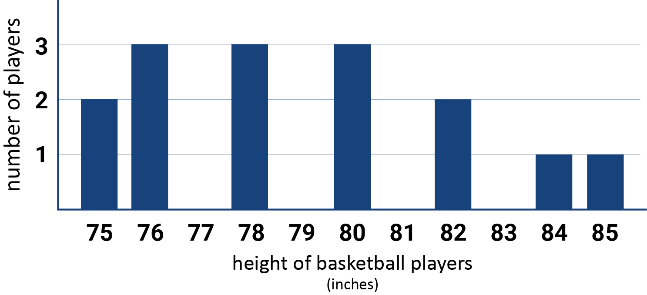 number of players
3
2
1
75 76 77 78 79 80 81 82 83 84 85
height of basketball players
(inches)